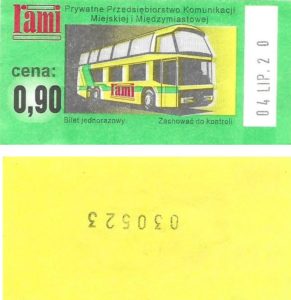 rami
Prywatne Przedsiębiorstwo Komunikacji
Miejskiej i Międzymiastowej
cena:
0,90
rami
Bilet jednorazowy.
Zachować do kontroli
04 LIP. 20
030523